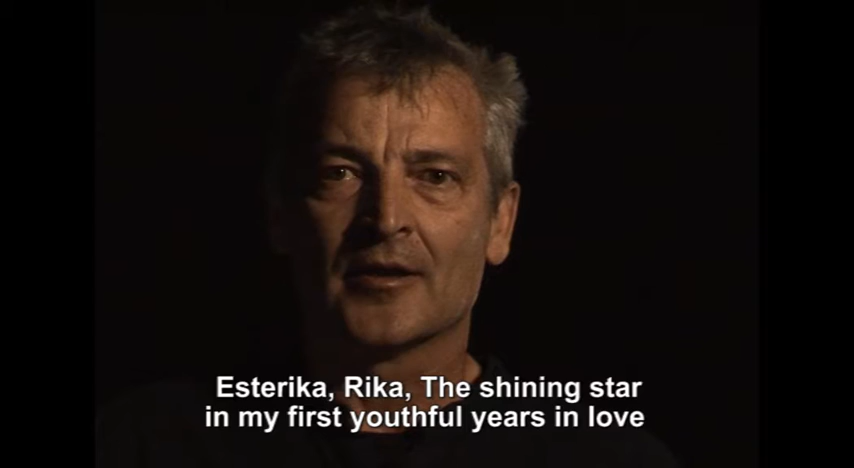 Esterika, Rika, The shining star
in my first youthful years in love